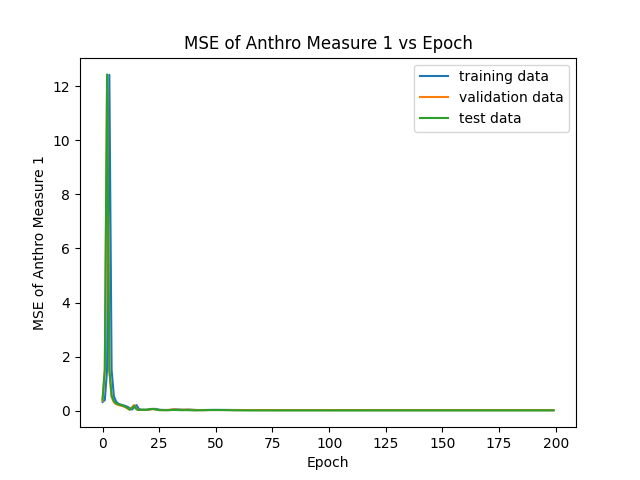 MSE of Anthro Measure 1 vs Epoch
training data
validation data
test data
MSE of Anthro Measure 1
12
10
8
6
4
2
0
0 25 50 75 100 125 150 175 200
Epoch